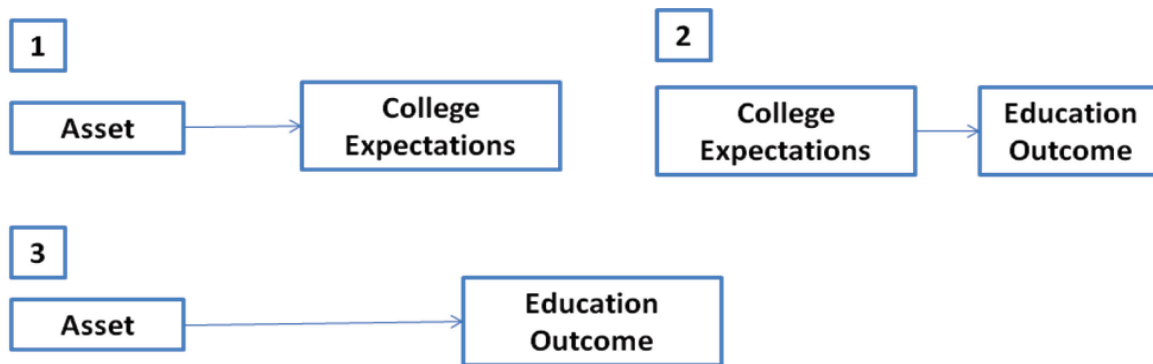 1
Asset
College
Expectations
2
College
Expectations
Education
Outcome
3
Asset
Education
Outcome